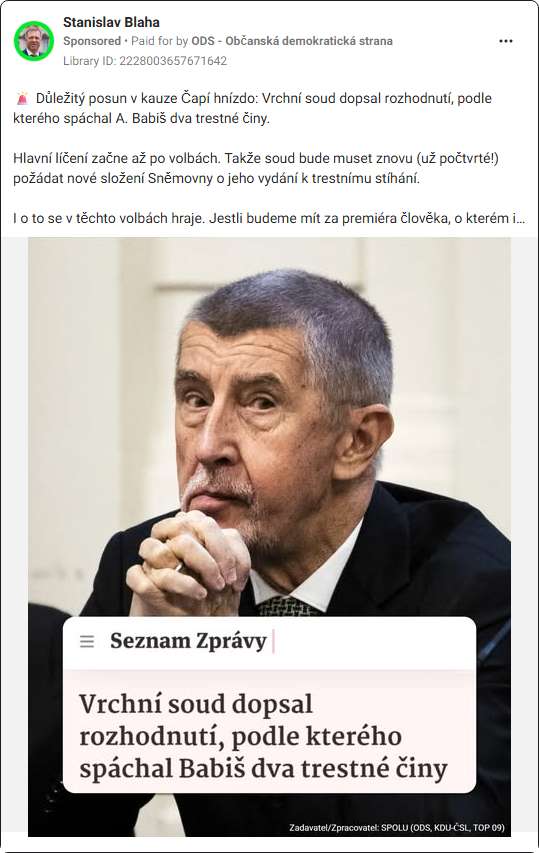 Stanislav Blaha
Sponsored • Paid for by ODS - Občanská demokratická strana
Library ID: 2228003657671642
🚨 Důležitý posun v kauze Čapí hnízdo: Vrchní soud dopsal rozhodnutí, podle
kterého spáchal A. Babiš dva trestné činy.
Hlavní líčení začne až po volbách. Takže soud bude muset znovu (už počtvrté!)
požádat nové složení Sněmovny o jeho vydání k trestnímu stíhání.
I o to se v těchto volbách hraje. Jestli budeme mít za premiéra člověka, o kterém i...
Seznam Zprávy
Vrchní soud dopsal
rozhodnutí, podle kterého
spáchal Babiš dva trestné činy
Zadavatel/Zpracovatel: SPOLU (ODS, KDU-ČSL, TOP 09)